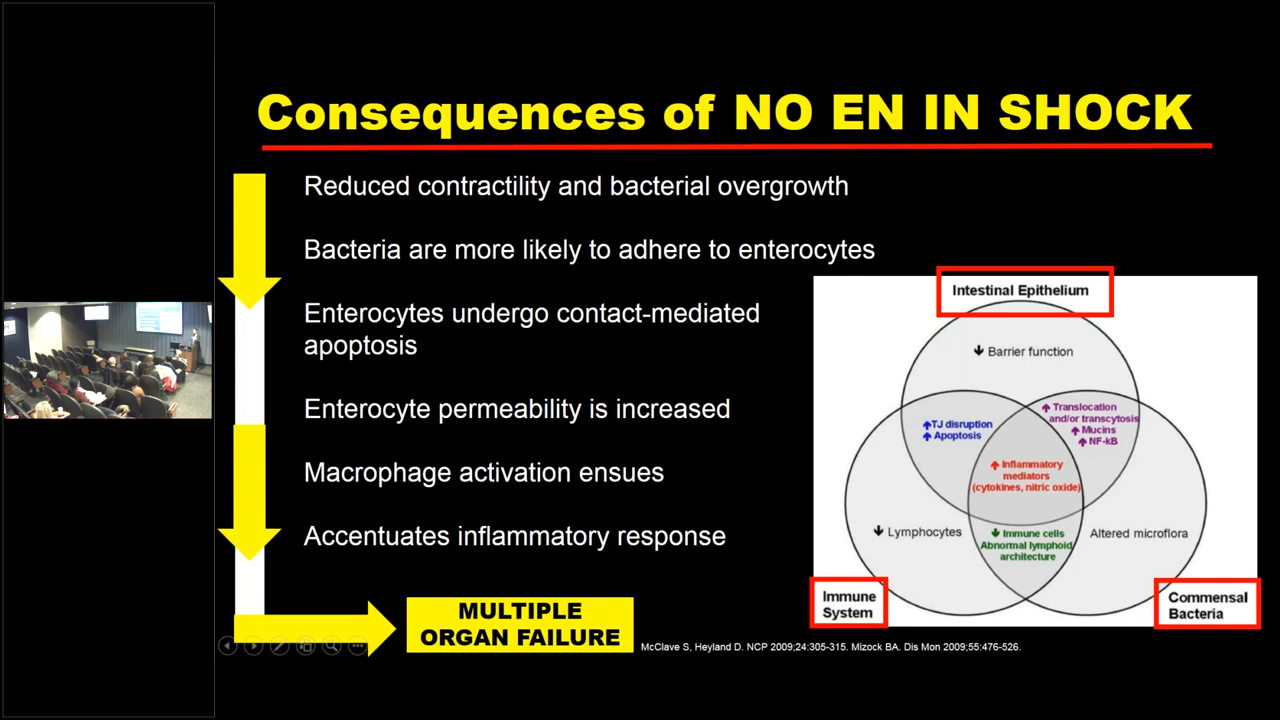 Consequences of NO EN IN SHOCK
Reduced contractility and bacterial overgrowth
Bacteria are more likely to adhere to enterocytes
Enterocytes undergo contact-mediated
apoptosis
Enterocyte permeability is increased
Macrophage activation ensues
Accentuates inflammatory response
MULTIPLE
ORGAN FAILURE
Intestinal Epithelium
Barrier function
TJ disruption
Apoptosis
Translocation
and/or transcytosis
Mucins
NF-kB
Inflammatory
mediators
(cytokines, nitric oxide)
Lymphocytes
Immune cells
Abnormal lymphoid
architecture
Altered microflora
Immune
System
Commensal
Bacteria
McClave S, Heyland D. NCP 2009;24:305-315. Mizock BA. Dis Mon 2009;55:476-526.